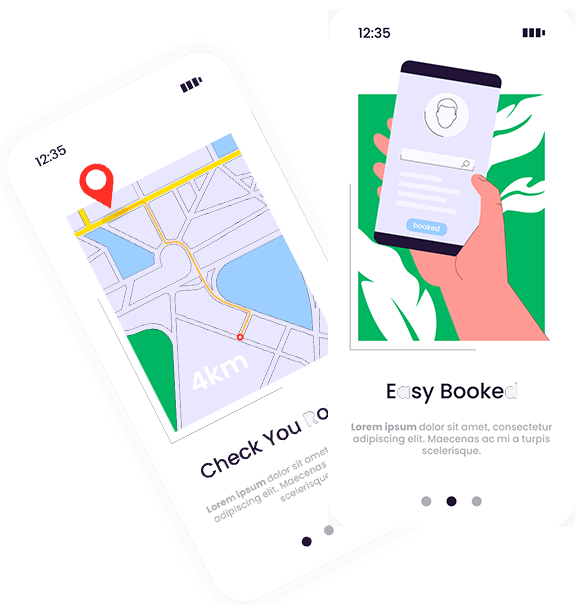 12:35
4km
Check You
Lorem ipsum dolor sit amet,
adipiscing elit. Maecenas
scelerisque.
12:35
booked
Easy Booked
Lorem ipsum dolor sit amet, consectetur
adipiscing elit. Maecenas ac mi a turpis
scelerisque.